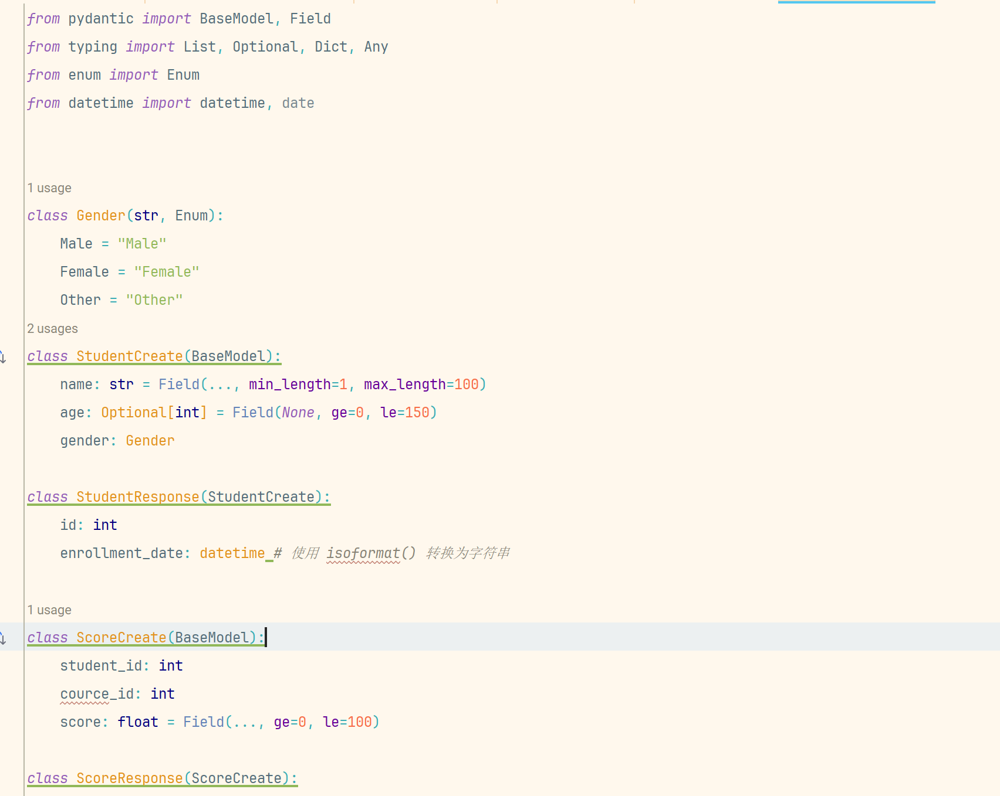 from pydantic import BaseModel, Field
from typing import List, Optional, Dict, Any
from enum import Enum
from datetime import datetime, date
1 usage
class Gender(str, Enum):
    Male = "Male"
    Female = "Female"
    Other = "Other"
2 usages
class StudentCreate(BaseModel):
    name: str = Field(..., min_length=1, max_length=100)
    age: Optional[int] = Field(None, ge=0, le=150)
    gender: Gender
class StudentResponse(StudentCreate):
    id: int
    enrollment_date: datetime # 使用 isoformat() 转换为字符串
1 usage
class ScoreCreate(BaseModel):
    student_id: int
    cource_id: int
    score: float = Field(..., ge=0, le=100)
class ScoreResponse(ScoreCreate):